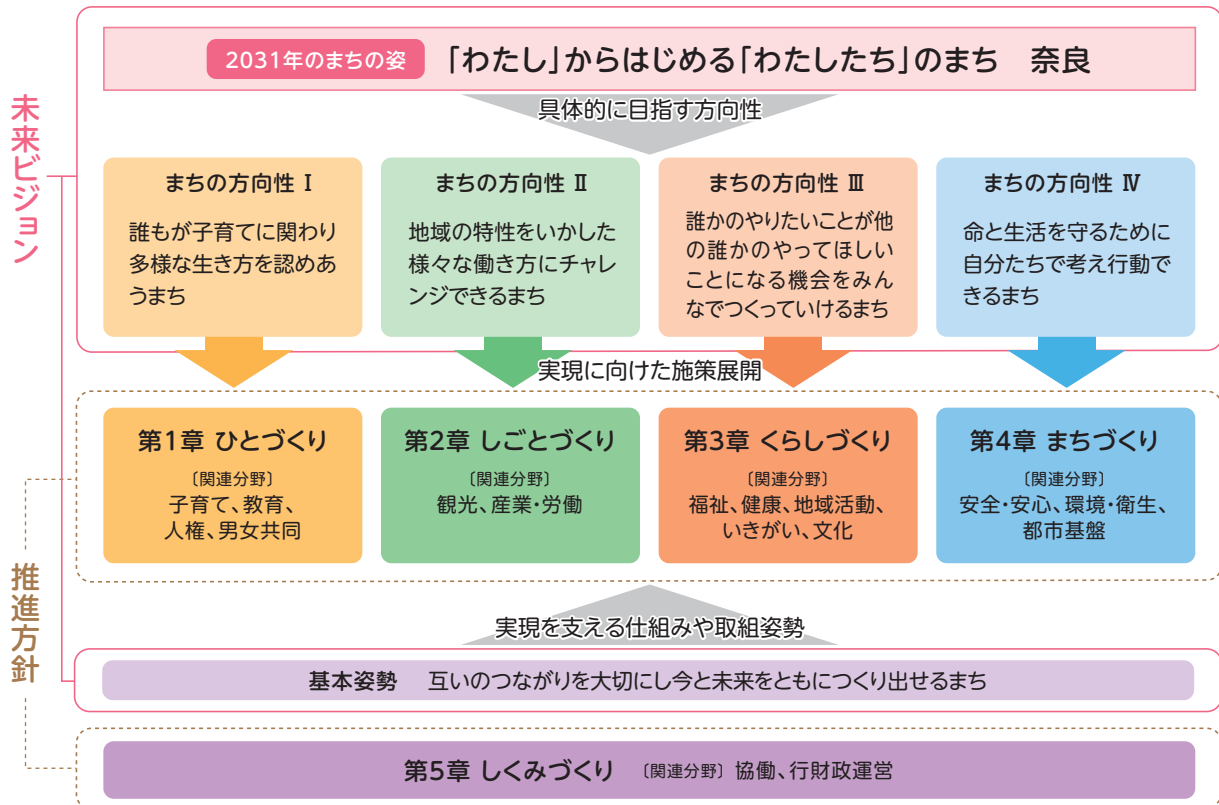 未来ビジョン
2031年のまちの姿 「わたし」からはじめる「わたしたち」のまち　奈良
具体的に目指す方向性
まちの方向性 Ⅰ
誰もが子育てに関わり
多様な生き方を認めあ
うまち
まちの方向性 Ⅱ
地域の特性をいかした
様々な働き方にチャレ
ンジできるまち
まちの方向性 Ⅲ
誰かのやりたいことが他
の誰かのやってほしい
ことになる機会をみん
なでつくっていけるまち
まちの方向性 Ⅳ
命と生活を守るために
自分たちで考え行動で
きるまち
実現に向けた施策展開
推進方針
第1章 ひとづくり
〔関連分野〕
子育て、教育、
人権、男女共同
第2章 しごとづくり
〔関連分野〕
観光、産業・労働
第3章 くらしづくり
〔関連分野〕
福祉、健康、地域活動、
いきがい、文化
第4章 まちづくり
〔関連分野〕
安全・安心、環境・衛生、
都市基盤
実現を支える仕組みや取組姿勢
基本姿勢　互いのつながりを大切にし今と未来をともにつくり出せるまち
第5章 しくみづくり　〔関連分野〕 協働、行財政運営